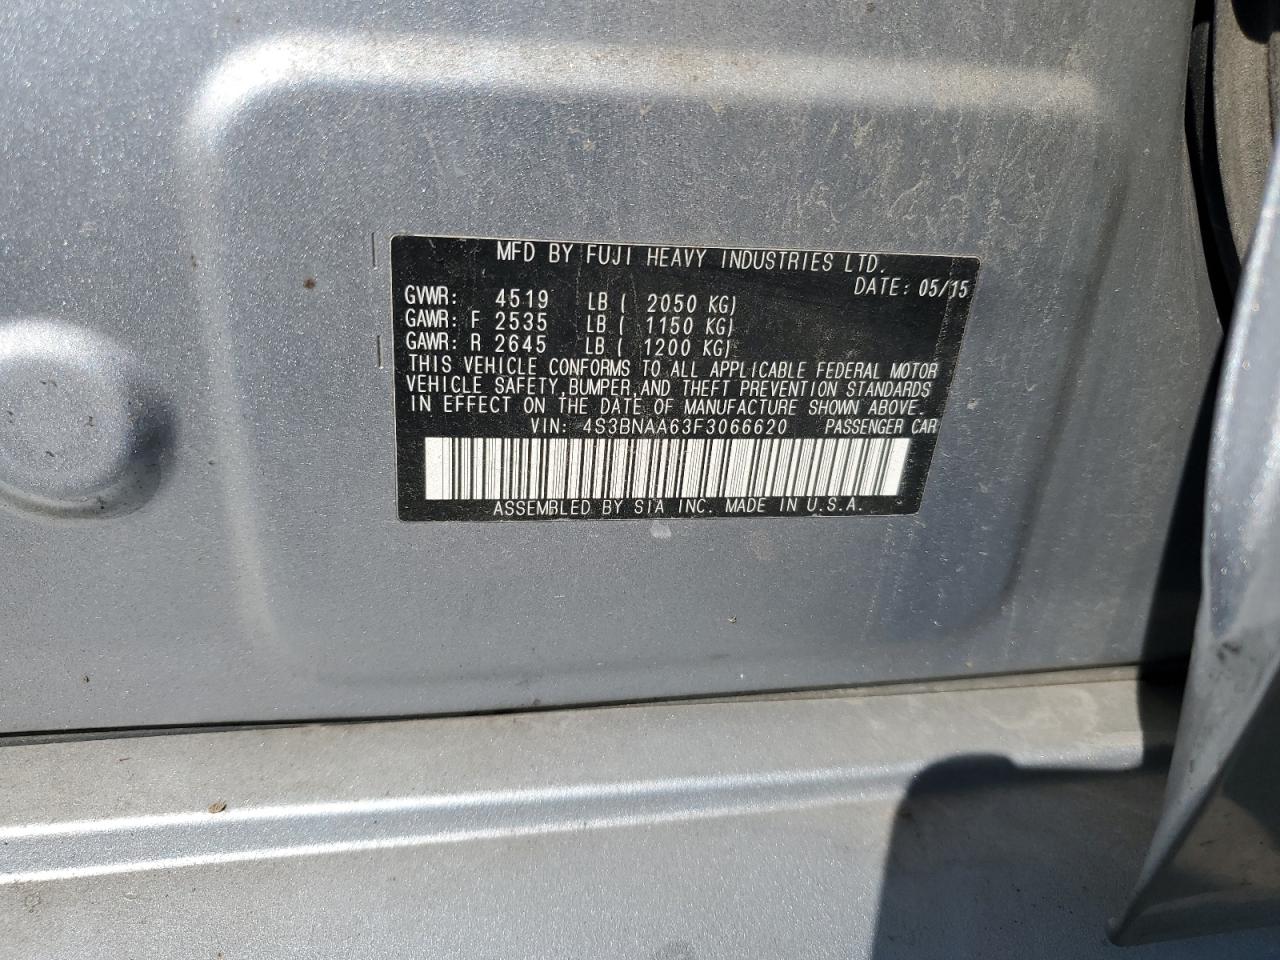 MFD BY FUJI HEAVY INDUSTRIES LTD.
DATE: 05/15
GVWR: 4519 LB ( 2050 KG)
GAWR: F 2535 LB ( 1150 KG)
GAWR: R 2645 LB ( 1200 KG)
THIS VEHICLE CONFORMS TO ALL APPLICABLE FEDERAL MOTOR
VEHICLE SAFETY, BUMPER, AND THEFT PREVENTION STANDARDS
IN EFFECT ON THE DATE OF MANUFACTURE SHOWN ABOVE.
VIN: 4S3BNAA63F3066620 PASSENGER CAR
ASSEMBLED BY SIA INC. MADE IN U.S.A.